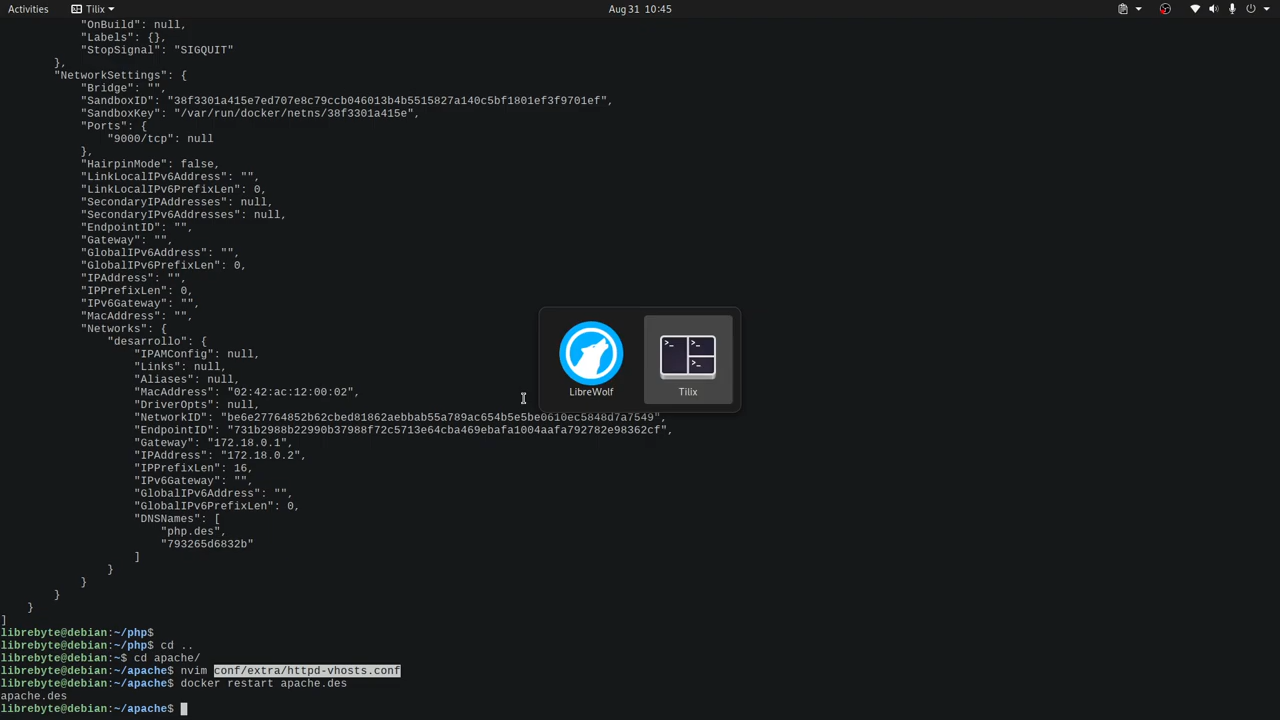 Activities
Tilix
Aug 31 10:45
"OnBuild": null,
"Labels": {},
"StopSignal": "SIGQUIT"
},
"NetworkSettings": {
"Bridge": "",
"SandboxID": "38f3301a415e7ed707e8c79ccb046013b4b5515827a140c5bf1801ef3f9701ef",
"SandboxKey": "/var/run/docker/netns/38f3301a415e",
"Ports": {
"9000/tcp": null
},
"HairpinMode": false,
"LinkLocalIPv6Address": "",
"LinkLocalIPv6PrefixLen": 0,
"SecondaryIPAddresses": null,
"SecondaryIPv6Addresses": null,
"EndpointID": "",
"Gateway": "",
"GlobalIPv6Address": "",
"GlobalIPv6PrefixLen": 0,
"IPAddress": "",
"IPPrefixLen": 0,
"IPv6Gateway": "",
"MacAddress": "",
"Networks": {
"desarrollo": {
"IPAMConfig": null,
"Links": null,
"Aliases": null,
"MacAddress": "02:42:ac:12:00:02",
LibreWolf
Tilix
"DriverOpts": null,
"NetworkID": "be6e27764852b62cbed81862aebbab55a789ac654b5e5be0610ec5848d7a7549",
"EndpointID": "731b2988b22990b37988f72c5713e64cba469ebafa1004aafa792782e98362cf",
"Gateway": "172.18.0.1",
"IPAddress": "172.18.0.2",
"IPPrefixLen": 16,
"IPv6Gateway": "",
"GlobalIPv6Address": "",
"GlobalIPv6PrefixLen": 0,
"DNSNames": [
"php.des",
"793265d6832b"
]
}
}
}
}
]
librebyte@debian:~/php$
librebyte@debian:~/php$ cd ..
librebyte@debian:~$ cd apache/
librebyte@debian:~/apache$ nvim conf/extra/httpd-vhosts.conf
librebyte@debian:~/apache$ docker restart apache.des
apache.des
librebyte@debian:~/apache$